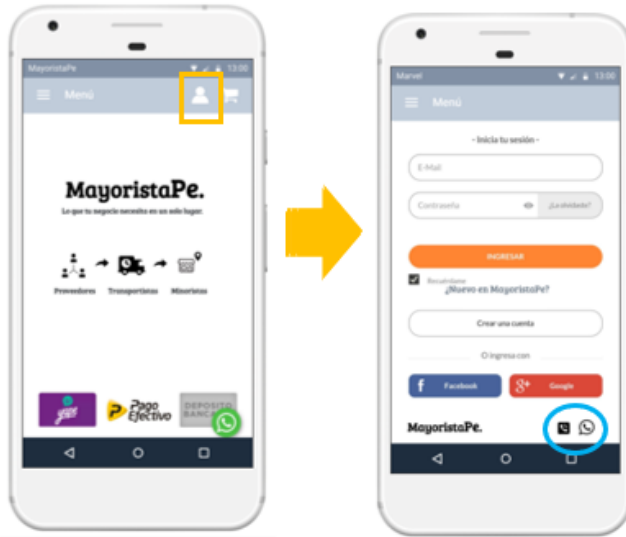 MayoristaPe
13:00
Menú
MayoristaPe.
Lo que tu negocio necesita en un solo lugar.
Proveedores
Transportistas
Minoristas
yape
Pago
Efectivo
DEPOSITO
BANCA
Marvel
13:00
Menú
- Inicia tu sesión -
E-Mail
Contraseña
¿La olvidaste?
INGRESAR
Recuérdame
¿Nuevo en MayoristaPe?
Crear una cuenta
O ingresa con
f Facebook
g+ Google
MayoristaPe.